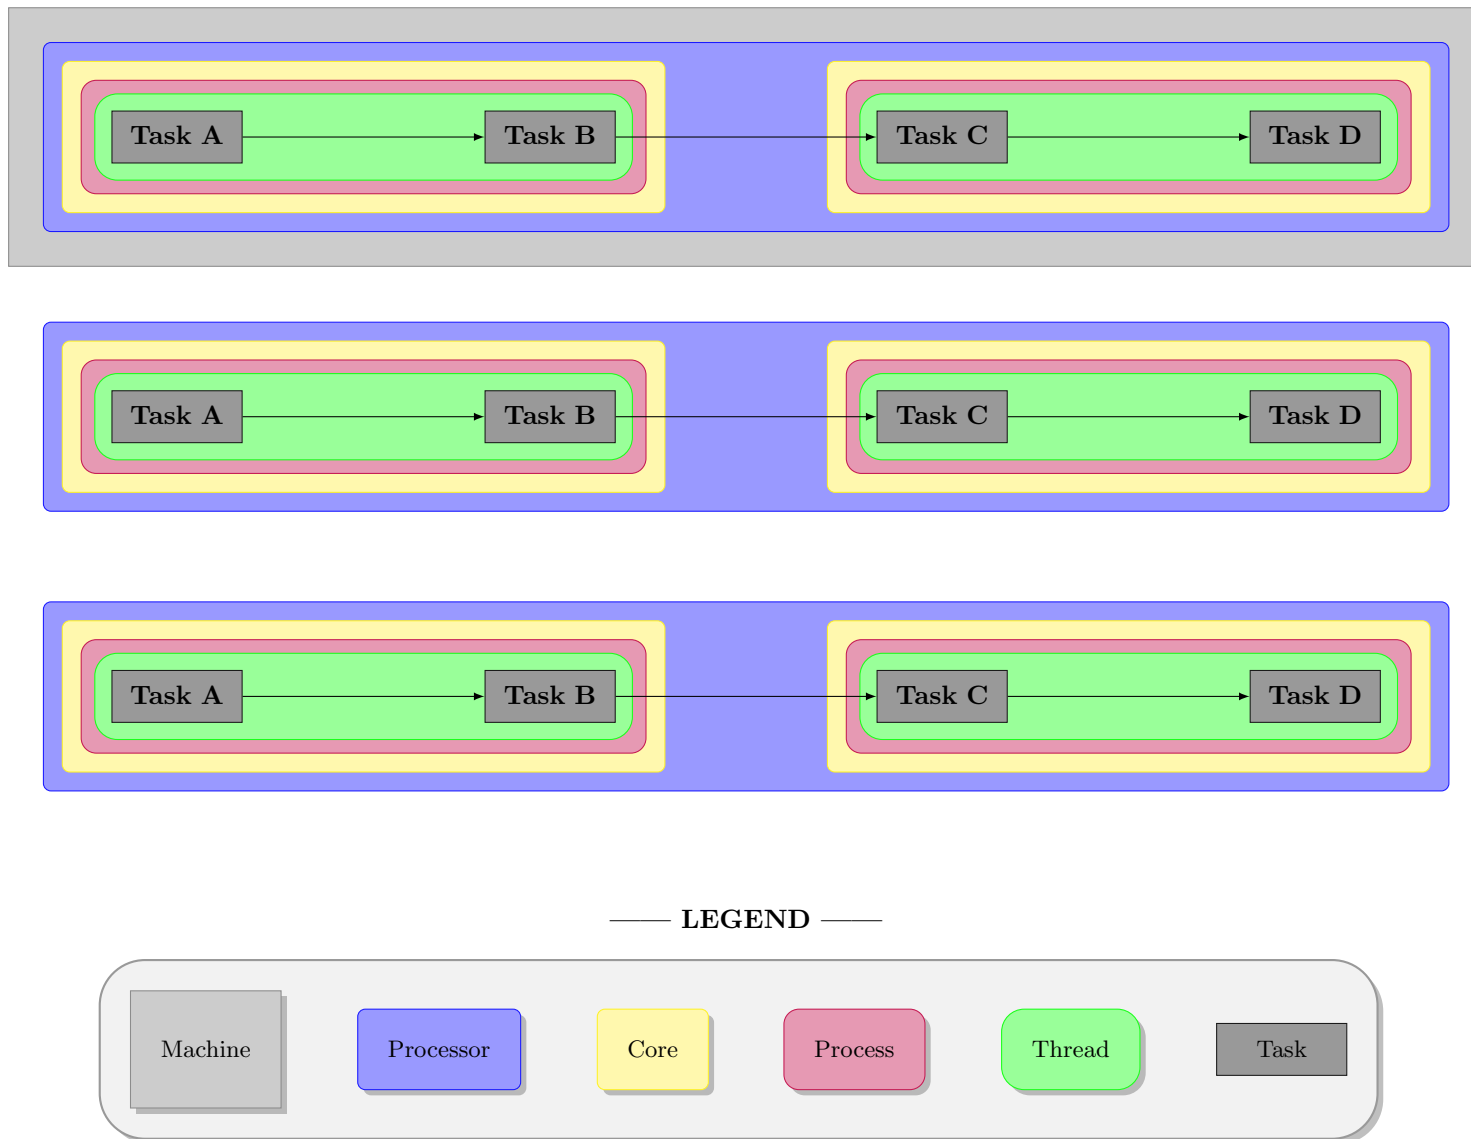 Task A Task B Task C Task D
Task A Task B Task C Task D
Task A Task B Task C Task D
—— LEGEND ——
Machine Processor Core Process Thread Task